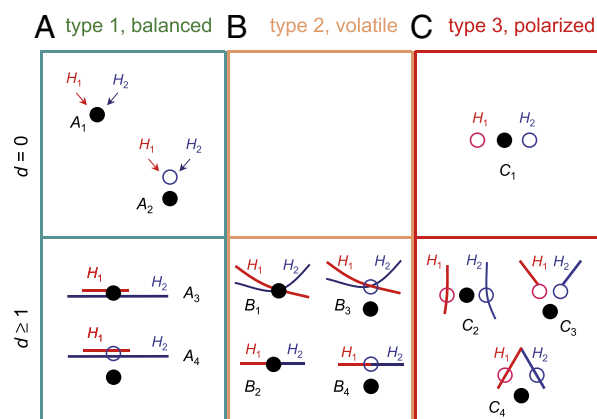 A type 1, balanced B type 2, volatile C type 3, polarized
d = 0
H1 H2
A1
H1 H2
A2
H1 H2
C1
d ≥ 1
H1 H2 A3
H1 H2 A4
H1 H2 B1
H1 H2 B3
H1 H2 B2
B4
H1 H2 C2
H1 H2 C3
H1 H2 C4